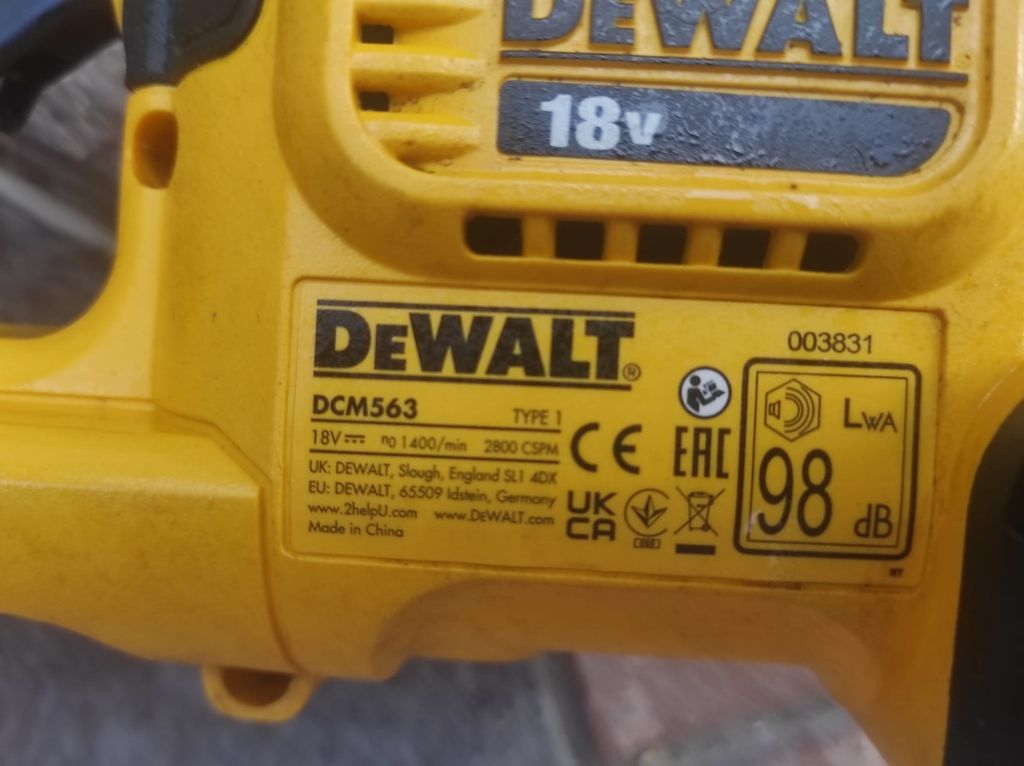 DEWALT
18v
DEWALT®
003831
DCM563 TYPE 1
18V n0 1400/min 2800 CSPM
UK: DEWALT, Slough, England SL1 4DX
EU: DEWALT, 65509 Idstein, Germany
www.2helpU.com www.DEWALT.com
Made in China
CE
EAC
UK
CA
LWA
98
dB